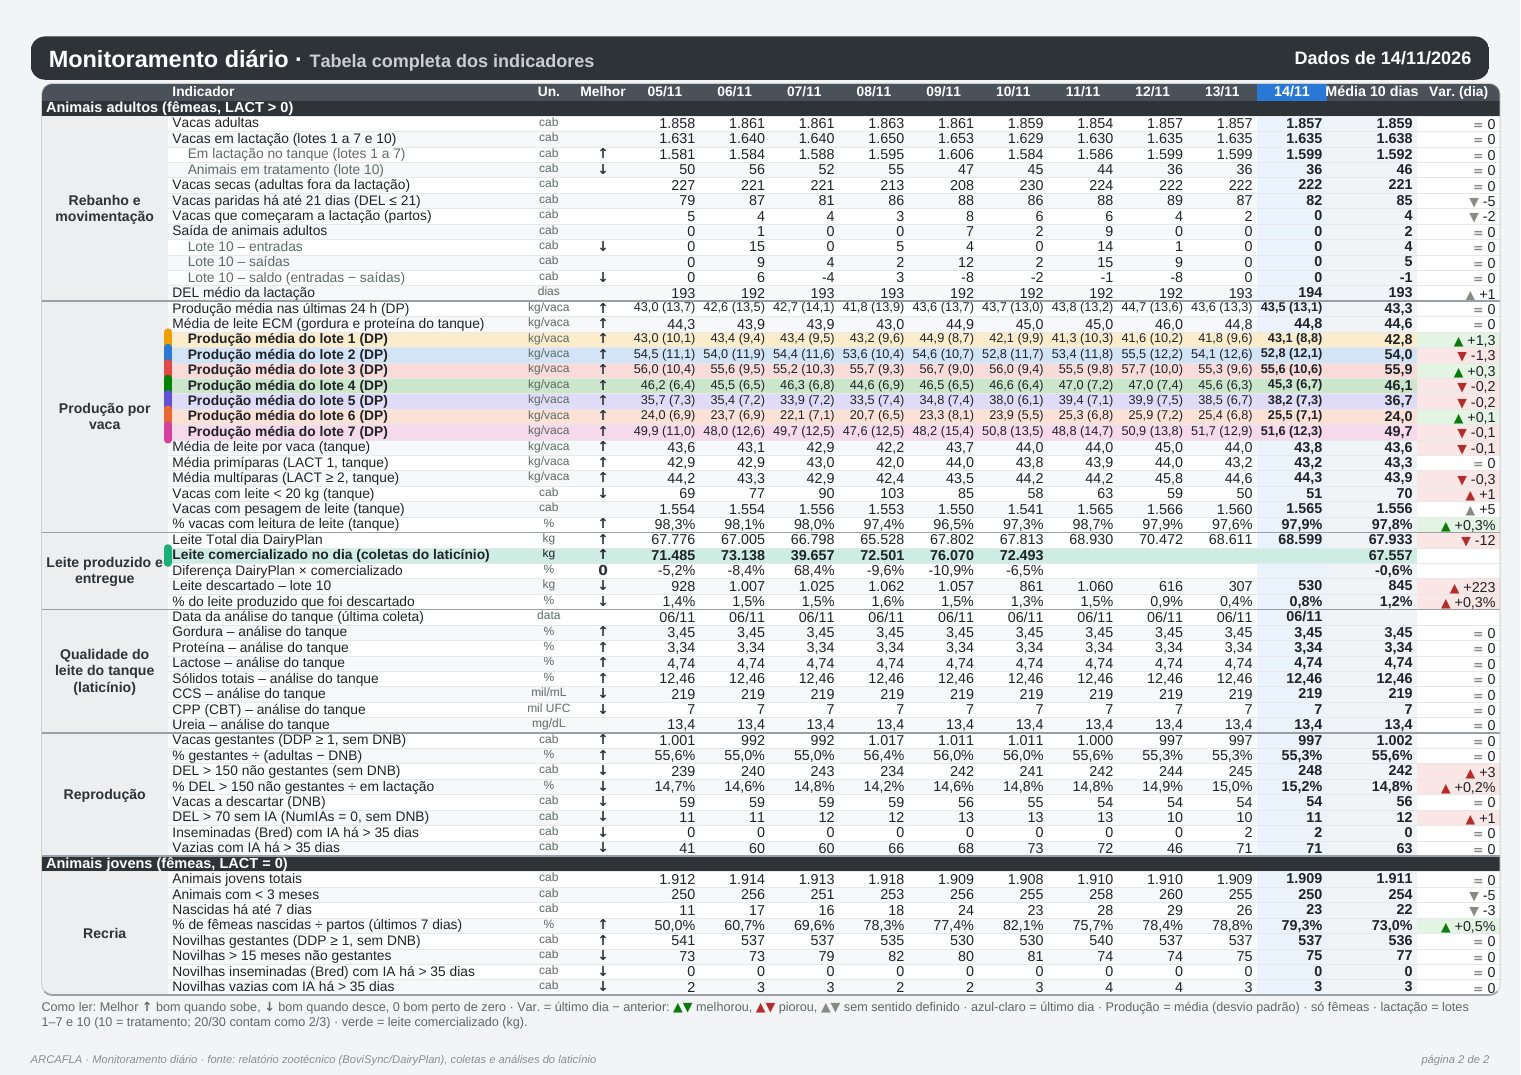 Monitoramento diário · Tabela completa dos indicadores Dados de 14/11/2026
Indicador Un. Melhor 05/11 06/11 07/11 08/11 09/11 10/11 11/11 12/11 13/11 14/11 Média 10 dias Var. (dia)
Animais adultos (fêmeas, LACT > 0)
Rebanho e movimentação
Vacas adultas cab 1.858 1.861 1.861 1.863 1.861 1.859 1.854 1.857 1.857 1.857 1.859 = 0
Vacas em lactação (lotes 1 a 7 e 10) cab 1.631 1.640 1.640 1.650 1.653 1.629 1.630 1.635 1.635 1.635 1.638 = 0
Em lactação no tanque (lotes 1 a 7) cab ↑ 1.581 1.584 1.588 1.595 1.606 1.584 1.586 1.599 1.599 1.599 1.592 = 0
Animais em tratamento (lote 10) cab ↓ 50 56 52 55 47 45 44 36 36 36 46 = 0
Vacas secas (adultas fora da lactação) cab 227 221 221 213 208 230 224 222 222 222 221 = 0
Vacas paridas há até 21 dias (DEL ≤ 21) cab 79 87 81 86 88 86 88 89 87 82 85 ▼ -5
Vacas que começaram a lactação (partos) cab 5 4 4 3 8 6 6 4 2 0 4 ▼ -2
Saída de animais adultos cab 0 1 0 0 7 2 9 0 0 0 2 = 0
Lote 10 – entradas cab ↓ 0 15 0 5 4 0 14 1 0 0 4 = 0
Lote 10 – saídas cab 0 9 4 2 12 2 15 9 0 0 5 = 0
Lote 10 – saldo (entradas − saídas) cab ↓ 0 6 -4 3 -8 -2 -1 -8 0 0 -1 = 0
DEL médio da lactação dias 193 192 193 193 192 192 192 192 193 194 193 ▲ +1
Produção por vaca
Produção média nas últimas 24 h (DP) kg/vaca ↑ 43,0 (13,7) 42,6 (13,5) 42,7 (14,1) 41,8 (13,9) 43,6 (13,7) 43,7 (13,0) 43,8 (13,2) 44,7 (13,6) 43,6 (13,3) 43,5 (13,1) 43,3 = 0
Média de leite ECM (gordura e proteína do tanque) kg/vaca ↑ 44,3 43,9 43,9 43,0 44,9 45,0 45,0 46,0 44,8 44,8 44,6 = 0
Produção média do lote 1 (DP) kg/vaca ↑ 43,0 (10,1) 43,4 (9,4) 43,4 (9,5) 43,2 (9,6) 44,9 (8,7) 42,1 (9,9) 41,3 (10,3) 41,6 (10,2) 41,8 (9,6) 43,1 (8,8) 42,8 ▲ +1,3
Produção média do lote 2 (DP) kg/vaca ↑ 54,5 (11,1) 54,0 (11,9) 54,4 (11,6) 53,6 (10,4) 54,6 (10,7) 52,8 (11,7) 53,4 (11,8) 55,5 (12,2) 54,1 (12,6) 52,8 (12,1) 54,0 ▼ -1,3
Produção média do lote 3 (DP) kg/vaca ↑ 56,0 (10,4) 55,6 (9,5) 55,2 (10,3) 55,7 (9,3) 56,7 (9,0) 56,0 (9,4) 55,5 (9,8) 57,7 (10,0) 55,3 (9,6) 55,6 (10,6) 55,9 ▲ +0,3
Produção média do lote 4 (DP) kg/vaca ↑ 46,2 (6,4) 45,5 (6,5) 46,3 (6,8) 44,6 (6,9) 46,5 (6,5) 46,6 (6,4) 47,0 (7,2) 47,0 (7,4) 45,6 (6,3) 45,3 (6,7) 46,1 ▼ -0,2
Produção média do lote 5 (DP) kg/vaca ↑ 35,7 (7,3) 35,4 (7,2) 33,9 (7,2) 33,5 (7,4) 34,8 (7,4) 38,0 (6,1) 39,4 (7,1) 39,9 (7,5) 38,5 (6,7) 38,2 (7,3) 36,7 ▼ -0,2
Produção média do lote 6 (DP) kg/vaca ↑ 24,0 (6,9) 23,7 (6,9) 22,1 (7,1) 20,7 (6,5) 23,3 (8,1) 23,9 (5,5) 25,3 (6,8) 25,9 (7,2) 25,4 (6,8) 25,5 (7,1) 24,0 ▲ +0,1
Produção média do lote 7 (DP) kg/vaca ↑ 49,9 (11,0) 48,0 (12,6) 49,7 (12,5) 47,6 (12,5) 48,2 (15,4) 50,8 (13,5) 48,8 (14,7) 50,9 (13,8) 51,7 (12,9) 51,6 (12,3) 49,7 ▼ -0,1
Média de leite por vaca (tanque) kg/vaca ↑ 43,6 43,1 42,9 42,2 43,7 44,0 44,0 45,0 44,0 43,8 43,6 ▼ -0,1
Média primíparas (LACT 1, tanque) kg/vaca ↑ 42,9 42,9 43,0 42,0 44,0 43,8 43,9 44,0 43,2 43,2 43,3 = 0
Média multíparas (LACT ≥ 2, tanque) kg/vaca ↑ 44,2 43,3 42,9 42,4 43,5 44,2 44,2 45,8 44,6 44,3 43,9 ▼ -0,3
Vacas com leite < 20 kg (tanque) cab ↓ 69 77 90 103 85 58 63 59 50 51 70 ▲ +1
Vacas com pesagem de leite (tanque) cab 1.554 1.554 1.556 1.553 1.550 1.541 1.565 1.566 1.560 1.565 1.556 ▲ +5
% vacas com leitura de leite (tanque) % ↑ 98,3% 98,1% 98,0% 97,4% 96,5% 97,3% 98,7% 97,9% 97,6% 97,9% 97,8% ▲ +0,3%
Leite produzido e entregue
Leite Total dia DairyPlan kg ↑ 67.776 67.005 66.798 65.528 67.802 67.813 68.930 70.472 68.611 68.599 67.933 ▼ -12
Leite comercializado no dia (coletas do laticínio) kg ↑ 71.485 73.138 39.657 72.501 76.070 72.493 67.557
Diferença DairyPlan × comercializado % 0 -5,2% -8,4% 68,4% -9,6% -10,9% -6,5% -0,6%
Leite descartado – lote 10 kg ↓ 928 1.007 1.025 1.062 1.057 861 1.060 616 307 530 845 ▲ +223
% do leite produzido que foi descartado % ↓ 1,4% 1,5% 1,5% 1,6% 1,5% 1,3% 1,5% 0,9% 0,4% 0,8% 1,2% ▲ +0,3%
Qualidade do leite do tanque (laticínio)
Data da análise do tanque (última coleta) data 06/11 06/11 06/11 06/11 06/11 06/11 06/11 06/11 06/11 06/11
Gordura – análise do tanque % ↑ 3,45 3,45 3,45 3,45 3,45 3,45 3,45 3,45 3,45 3,45 3,45 = 0
Proteína – análise do tanque % ↑ 3,34 3,34 3,34 3,34 3,34 3,34 3,34 3,34 3,34 3,34 3,34 = 0
Lactose – análise do tanque % ↑ 4,74 4,74 4,74 4,74 4,74 4,74 4,74 4,74 4,74 4,74 4,74 = 0
Sólidos totais – análise do tanque % ↑ 12,46 12,46 12,46 12,46 12,46 12,46 12,46 12,46 12,46 12,46 12,46 = 0
CCS – análise do tanque mil/mL ↓ 219 219 219 219 219 219 219 219 219 219 219 = 0
CPP (CBT) – análise do tanque mil UFC ↓ 7 7 7 7 7 7 7 7 7 7 7 = 0
Ureia – análise do tanque mg/dL 13,4 13,4 13,4 13,4 13,4 13,4 13,4 13,4 13,4 13,4 13,4 = 0
Reprodução
Vacas gestantes (DDP ≥ 1, sem DNB) cab ↑ 1.001 992 992 1.017 1.011 1.011 1.000 997 997 997 1.002 = 0
% gestantes ÷ (adultas − DNB) % ↑ 55,6% 55,0% 55,0% 56,4% 56,0% 56,0% 55,6% 55,3% 55,3% 55,3% 55,6% = 0
DEL > 150 não gestantes (sem DNB) cab ↓ 239 240 243 234 242 241 242 244 245 248 242 ▲ +3
% DEL > 150 não gestantes ÷ em lactação % ↓ 14,7% 14,6% 14,8% 14,2% 14,6% 14,8% 14,8% 14,9% 15,0% 15,2% 14,8% ▲ +0,2%
Vacas a descartar (DNB) cab ↓ 59 59 59 59 56 55 54 54 54 54 56 = 0
DEL > 70 sem IA (NumIAs = 0, sem DNB) cab ↓ 11 11 12 12 13 13 13 10 10 11 12 ▲ +1
Inseminadas (Bred) com IA há > 35 dias cab ↓ 0 0 0 0 0 0 0 0 2 2 0 = 0
Vazias com IA há > 35 dias cab ↓ 41 60 60 66 68 73 72 46 71 71 63 = 0
Animais jovens (fêmeas, LACT = 0)
Recria
Animais jovens totais cab 1.912 1.914 1.913 1.918 1.909 1.908 1.910 1.910 1.909 1.909 1.911 = 0
Animais com < 3 meses cab 250 256 251 253 256 255 258 260 255 250 254 ▼ -5
Nascidas há até 7 dias cab 11 17 16 18 24 23 28 29 26 23 22 ▼ -3
% de fêmeas nascidas ÷ partos (últimos 7 dias) % ↑ 50,0% 60,7% 69,6% 78,3% 77,4% 82,1% 75,7% 78,4% 78,8% 79,3% 73,0% ▲ +0,5%
Novilhas gestantes (DDP ≥ 1, sem DNB) cab ↑ 541 537 537 535 530 530 540 537 537 537 536 = 0
Novilhas > 15 meses não gestantes cab ↓ 73 73 79 82 80 81 74 74 75 75 77 = 0
Novilhas inseminadas (Bred) com IA há > 35 dias cab ↓ 0 0 0 0 0 0 0 0 0 0 0 = 0
Novilhas vazias com IA há > 35 dias cab ↓ 2 3 3 2 2 3 4 4 3 3 3 = 0
Como ler: Melhor ↑ bom quando sobe, ↓ bom quando desce, 0 bom perto de zero · Var. = último dia − anterior: ▲▼ melhorou, ▲▼ piorou, ▲▼ sem sentido definido · azul-claro = último dia · Produção = média (desvio padrão) · só fêmeas · lactação = lotes
1–7 e 10 (10 = tratamento; 20/30 contam como 2/3) · verde = leite comercializado (kg).
ARCAFLA · Monitoramento diário · fonte: relatório zootécnico (BoviSync/DairyPlan), coletas e análises do laticínio página 2 de 2